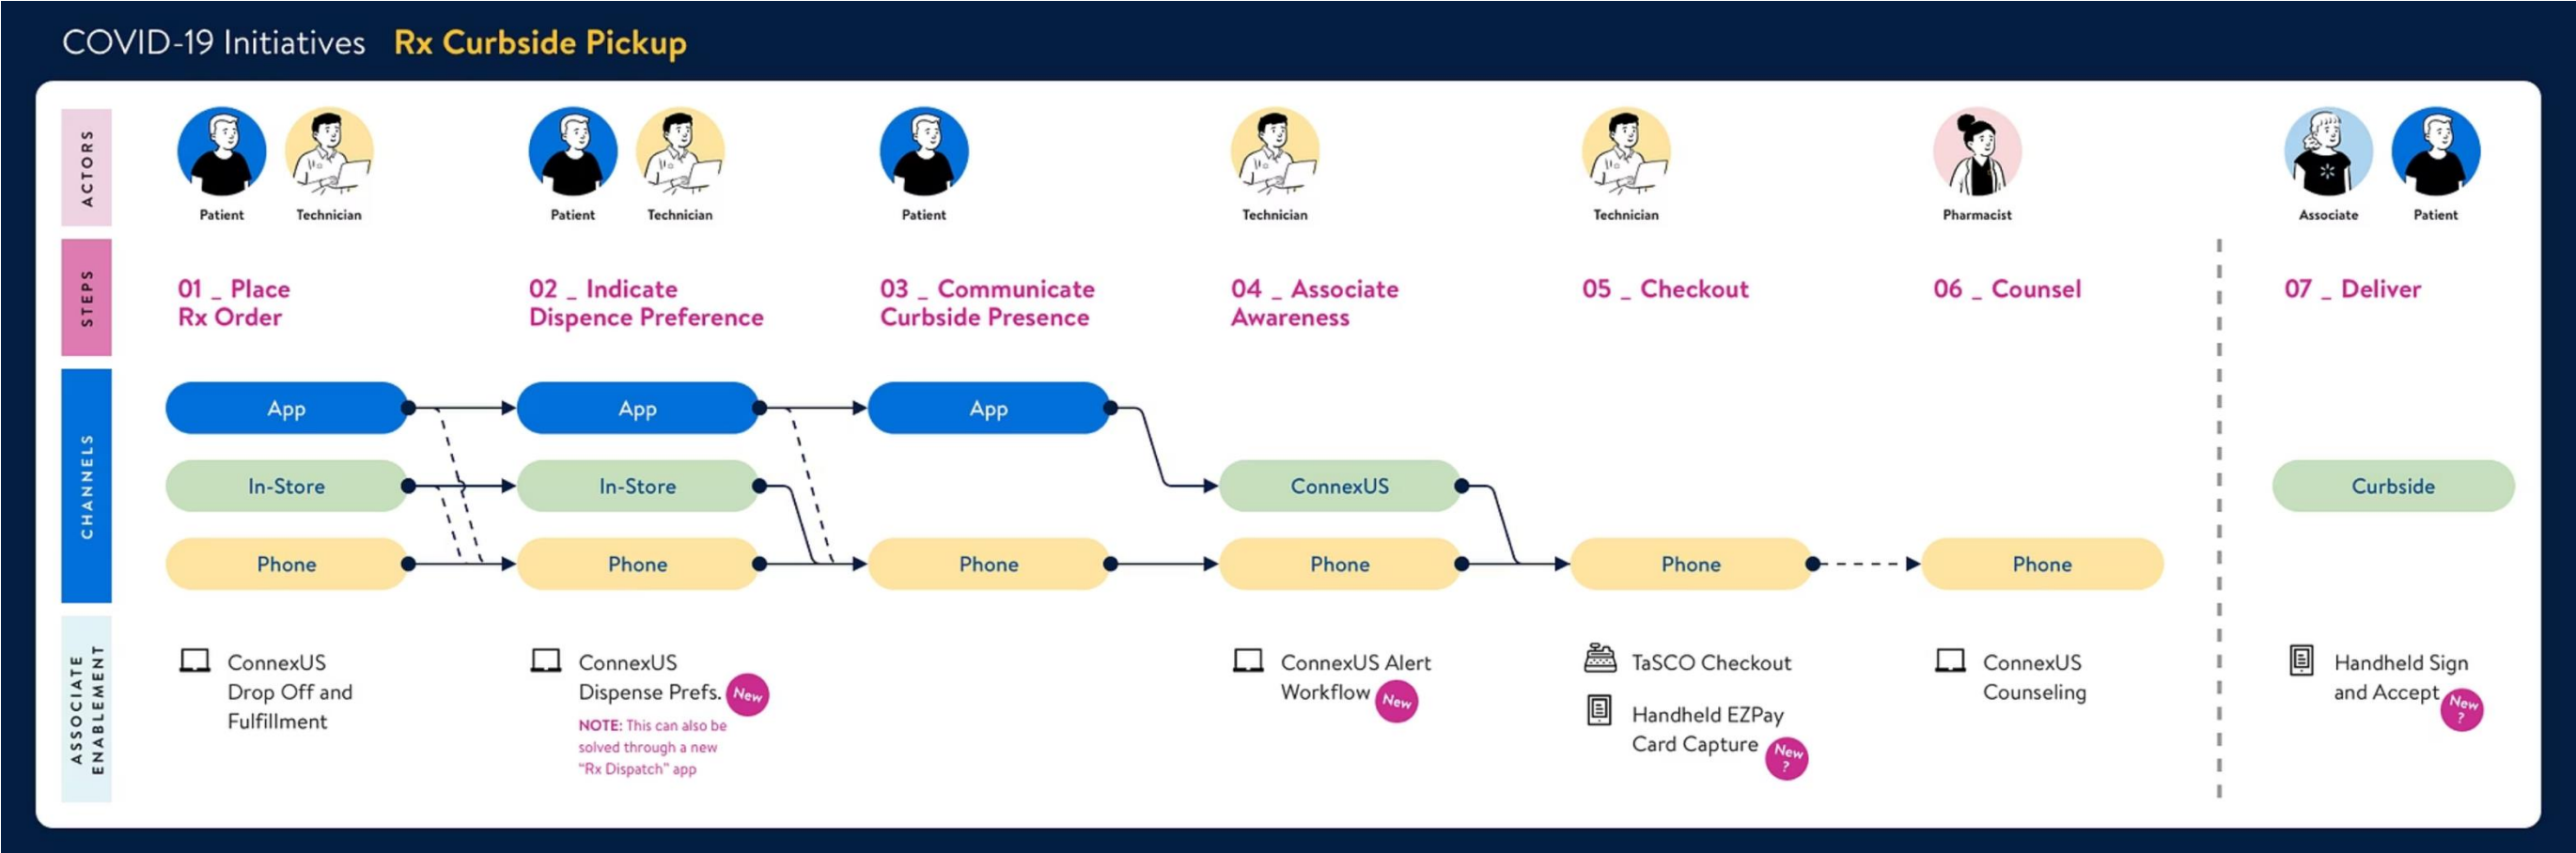 COVID-19 Initiatives Rx Curbside Pickup
ACTORS
Patient
Technician
Patient
Technician
Patient
Technician
Technician
Pharmacist
Associate
Patient
STEPS
01 _ Place
Rx Order
02 _ Indicate
Dispence Preference
03 _ Communicate
Curbside Presence
04 _ Associate
Awareness
05 _ Checkout
06 _ Counsel
07 _ Deliver
CHANNELS
App
App
App
In-Store
In-Store
ConnexUS
Curbside
Phone
Phone
Phone
Phone
Phone
Phone
ASSOCIATE
ENABLEMENT
ConnexUS
Drop Off and
Fulfillment
ConnexUS
Dispense Prefs.
New
NOTE: This can also be
solved through a new
“Rx Dispatch” app
ConnexUS Alert
Workflow
New
TaSCO Checkout
Handheld EZPay
Card Capture
New
?
ConnexUS
Counseling
Handheld Sign
and Accept
New
?